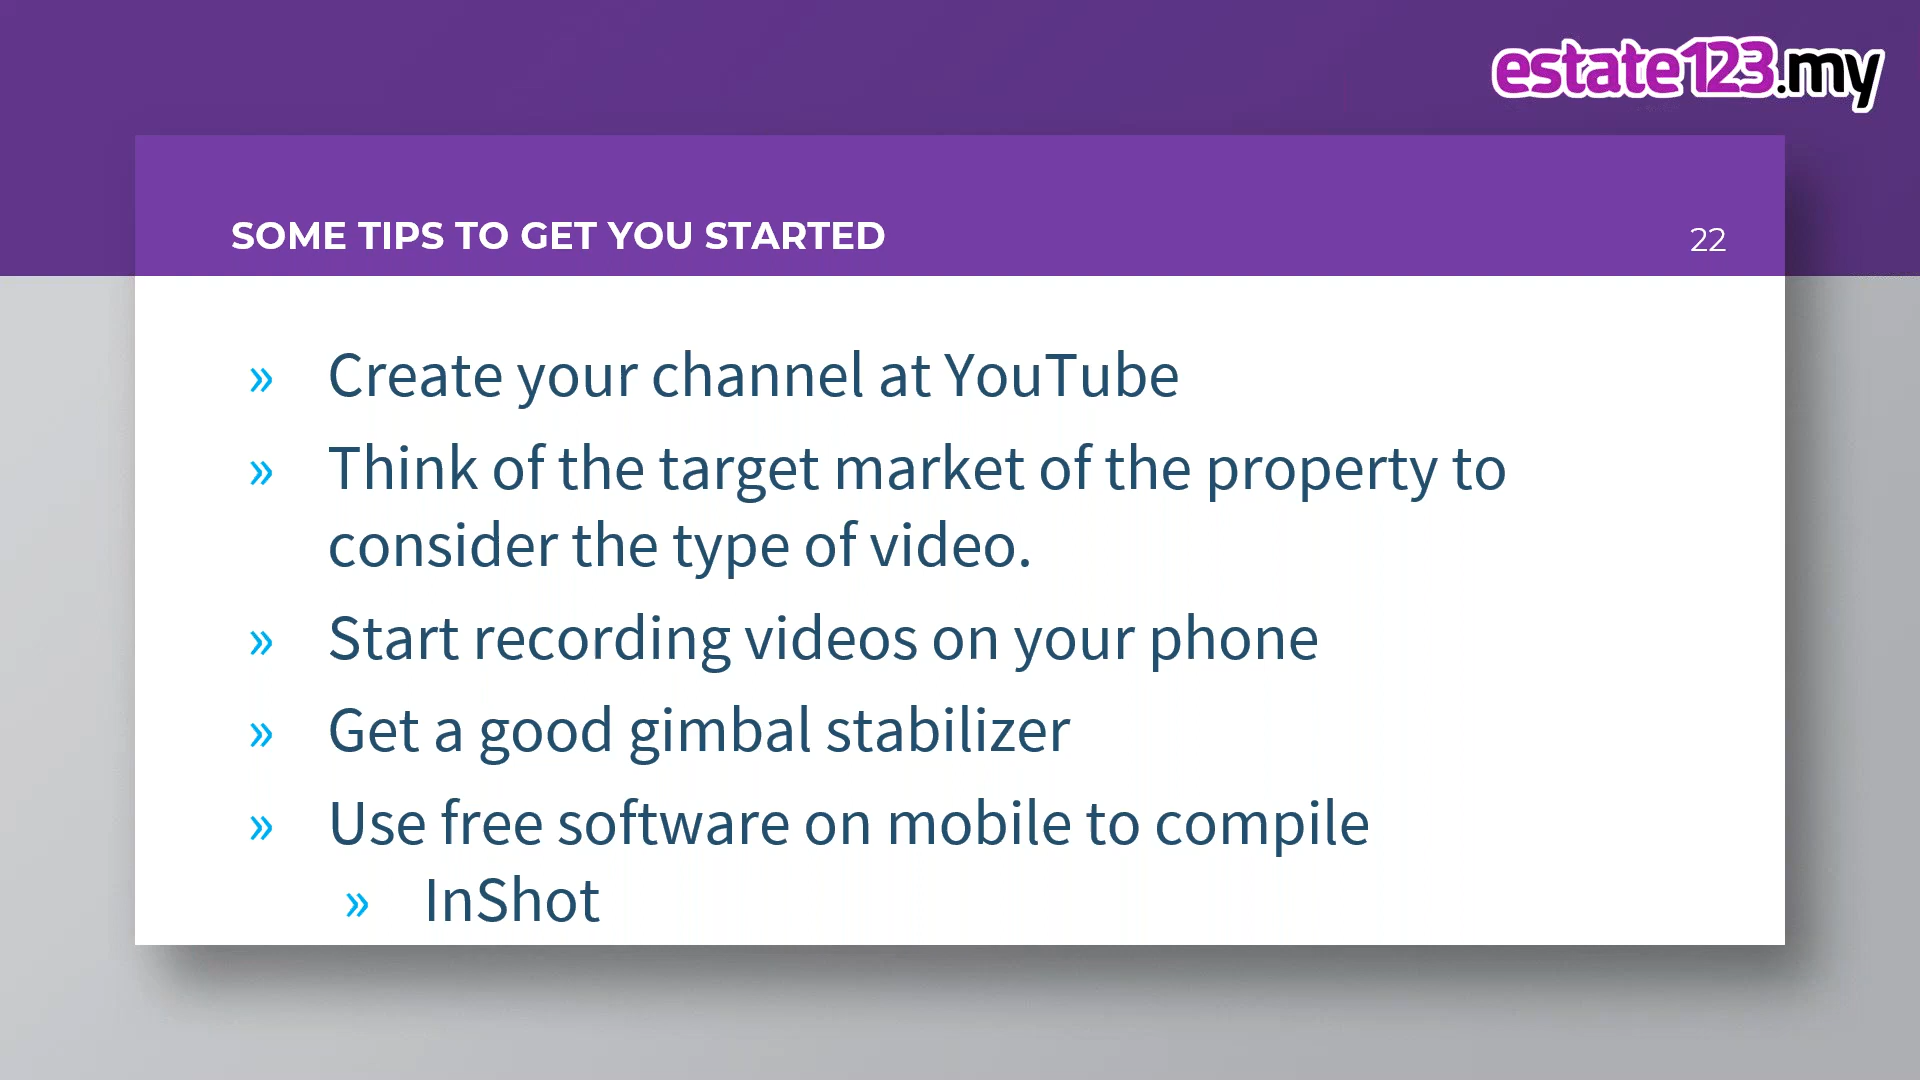 estate123.my
SOME TIPS TO GET YOU STARTED
22
» Create your channel at YouTube
» Think of the target market of the property to
consider the type of video.
» Start recording videos on your phone
» Get a good gimbal stabilizer
» Use free software on mobile to compile
» InShot